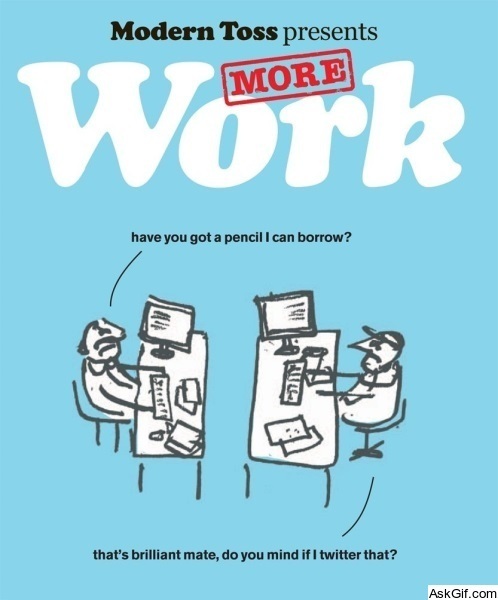 Modern Toss presents
MORE
Work
have you got a pencil I can borrow?
that's brilliant mate, do you mind if I twitter that?
AskGif.com